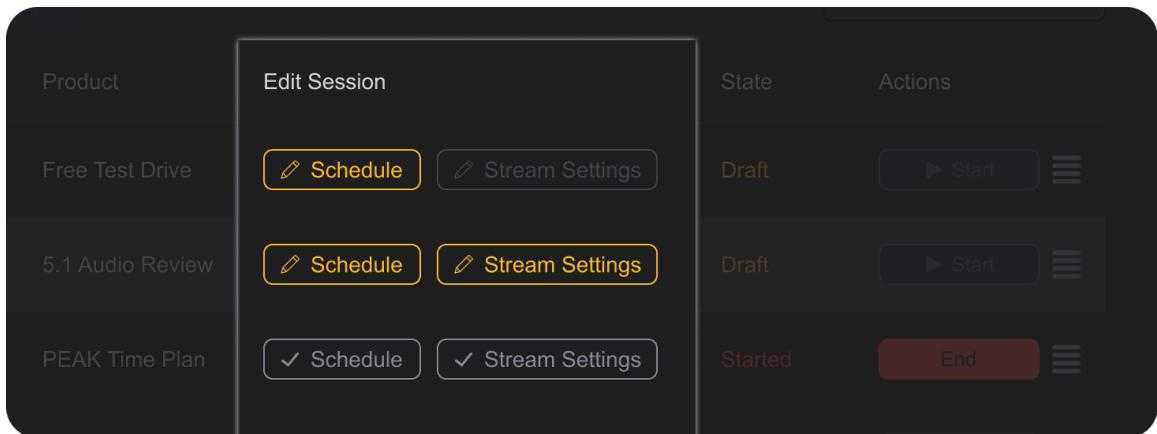 Product Edit Session State Actions
Free Test Drive Schedule Stream Settings Draft Start
5.1 Audio Review Schedule Stream Settings Draft Start
PEAK Time Plan Schedule Stream Settings Started End